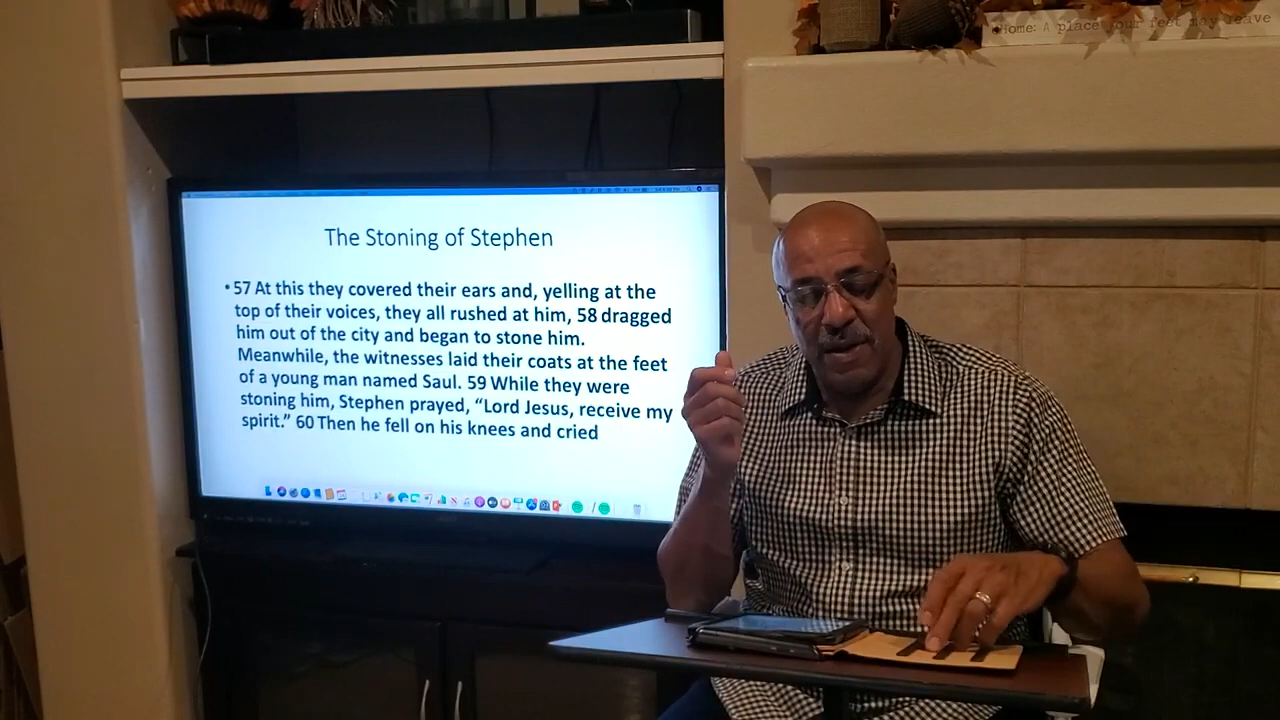 Home: A place your feet may leave
The Stoning of Stephen
• 57 At this they covered their ears and, yelling at the
top of their voices, they all rushed at him, 58 dragged
him out of the city and began to stone him.
Meanwhile, the witnesses laid their coats at the feet
of a young man named Saul. 59 While they were
stoning him, Stephen prayed, “Lord Jesus, receive my
spirit.” 60 Then he fell on his knees and cried